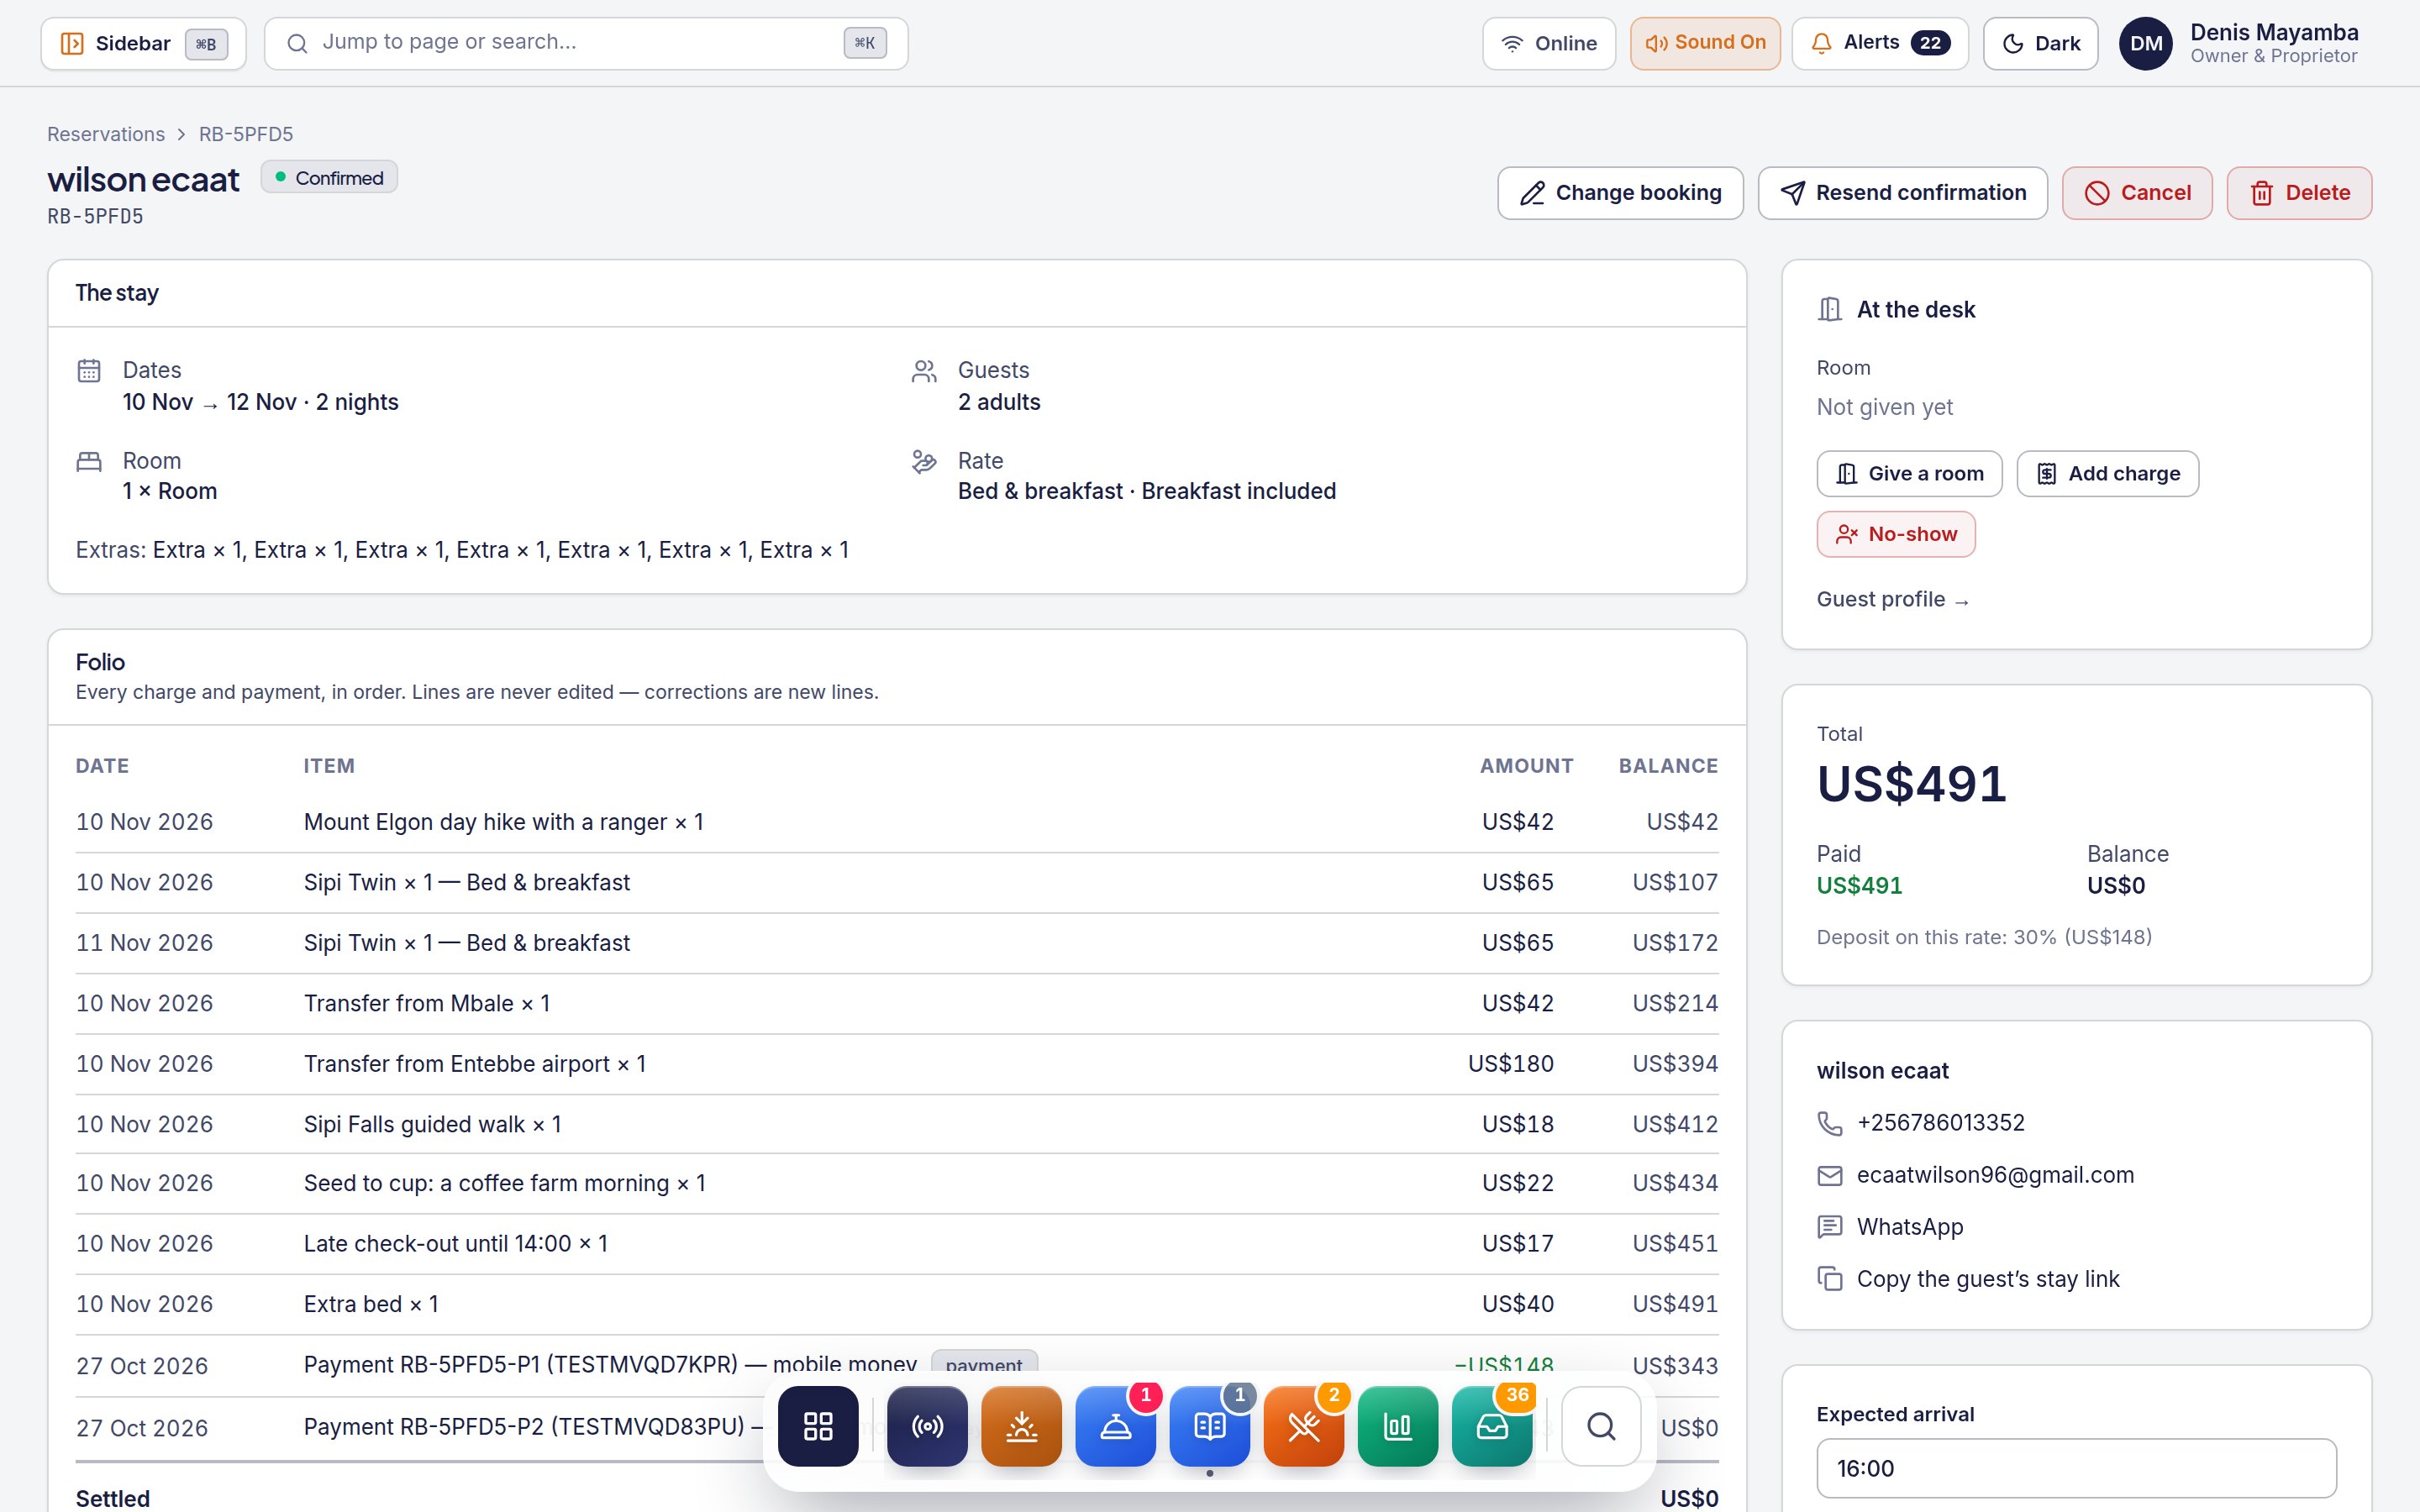 Sidebar ⌘B
Jump to page or search... ⌘K
Online
Sound On
Alerts 22
Dark
DM
Denis Mayamba
Owner & Proprietor
Reservations > RB-5PFD5
wilson ecaat Confirmed
RB-5PFD5
Change booking
Resend confirmation
Cancel
Delete
The stay
Dates
10 Nov → 12 Nov · 2 nights
Guests
2 adults
Room
1 × Room
Rate
Bed & breakfast · Breakfast included
Extras: Extra × 1, Extra × 1, Extra × 1, Extra × 1, Extra × 1, Extra × 1, Extra × 1
Folio
Every charge and payment, in order. Lines are never edited — corrections are new lines.
DATE ITEM AMOUNT BALANCE
10 Nov 2026 Mount Elgon day hike with a ranger × 1 US$42 US$42
10 Nov 2026 Sipi Twin × 1 — Bed & breakfast US$65 US$107
11 Nov 2026 Sipi Twin × 1 — Bed & breakfast US$65 US$172
10 Nov 2026 Transfer from Mbale × 1 US$42 US$214
10 Nov 2026 Transfer from Entebbe airport × 1 US$180 US$394
10 Nov 2026 Sipi Falls guided walk × 1 US$18 US$412
10 Nov 2026 Seed to cup: a coffee farm morning × 1 US$22 US$434
10 Nov 2026 Late check-out until 14:00 × 1 US$17 US$451
10 Nov 2026 Extra bed × 1 US$40 US$491
27 Oct 2026 Payment RB-5PFD5-P1 (TESTMVQD7KPR) — mobile money payment −US$148 US$343
27 Oct 2026 Payment RB-5PFD5-P2 (TESTMVQD83PU) — US$0
Settled US$0
1
1
2
36
At the desk
Room
Not given yet
Give a room
Add charge
No-show
Guest profile →
Total
US$491
Paid
US$491
Balance
US$0
Deposit on this rate: 30% (US$148)
wilson ecaat
+256786013352
ecaatwilson96@gmail.com
WhatsApp
Copy the guest’s stay link
Expected arrival
16:00